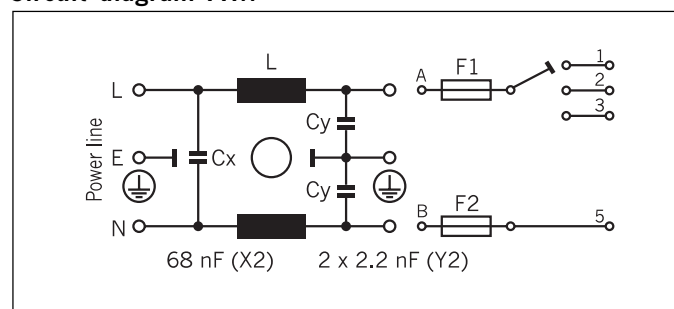 Circuit diagram
L
L
A
F1
1
2
3
Cy
Power line
E
Cx
Cy
N
B
F2
5
68 nF (X2)
2 x 2.2 nF (Y2)